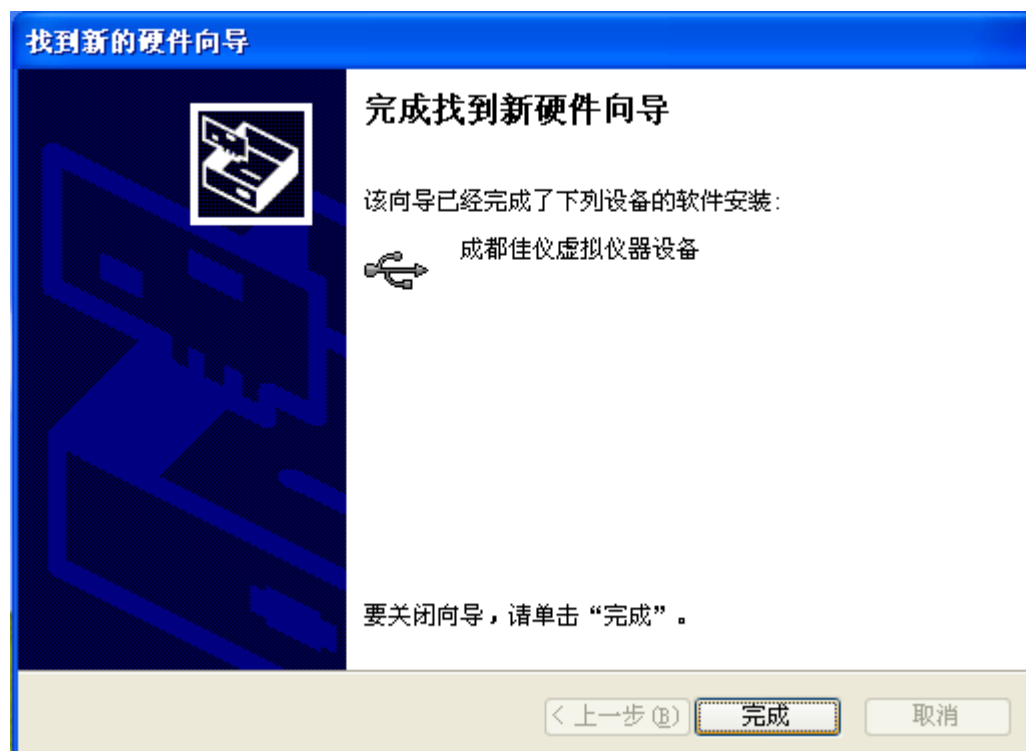 找到新的硬件向导
完成找到新硬件向导
该向导已经完成了下列设备的软件安装:
成都佳仪虚拟仪器设备
要关闭向导，请单击“完成”。
< 上一步(B) 完成 取消